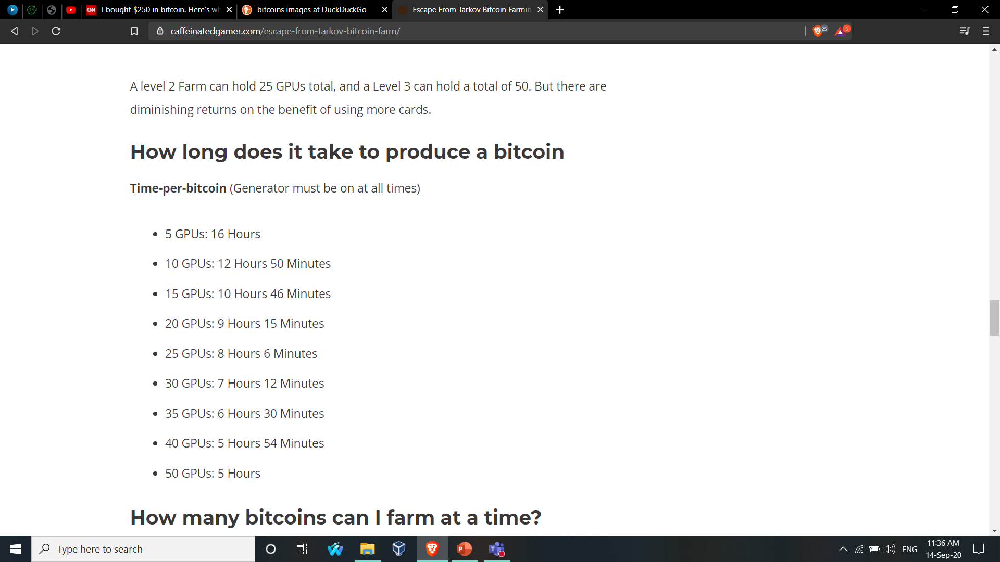 CNN I bought $250 in bitcoin. Here's wh
bitcoins images at DuckDuckGo
Escape From Tarkov Bitcoin Farmin
caffeinatedgamer.com/escape-from-tarkov-bitcoin-farm/
25
5
A level 2 Farm can hold 25 GPUs total, and a Level 3 can hold a total of 50. But there are
diminishing returns on the benefit of using more cards.
How long does it take to produce a bitcoin
Time-per-bitcoin (Generator must be on at all times)
• 5 GPUs: 16 Hours
• 10 GPUs: 12 Hours 50 Minutes
• 15 GPUs: 10 Hours 46 Minutes
• 20 GPUs: 9 Hours 15 Minutes
• 25 GPUs: 8 Hours 6 Minutes
• 30 GPUs: 7 Hours 12 Minutes
• 35 GPUs: 6 Hours 30 Minutes
• 40 GPUs: 5 Hours 54 Minutes
• 50 GPUs: 5 Hours
How many bitcoins can I farm at a time?
Type here to search
ENG
11:36 AM
14-Sep-20